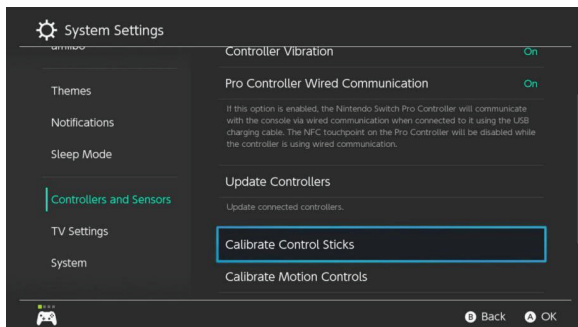 System Settings
amiibo
Themes
Notifications
Sleep Mode
Controllers and Sensors
TV Settings
System
Controller Vibration On
Pro Controller Wired Communication On
If this option is enabled, the Nintendo Switch Pro Controller will communicate
with the console via wired communication when connected to it using the USB
charging cable. The NFC touchpoint on the Pro Controller will be disabled while
the controller is using wired communication.
Update Controllers
Update connected controllers.
Calibrate Control Sticks
Calibrate Motion Controls
B Back A OK